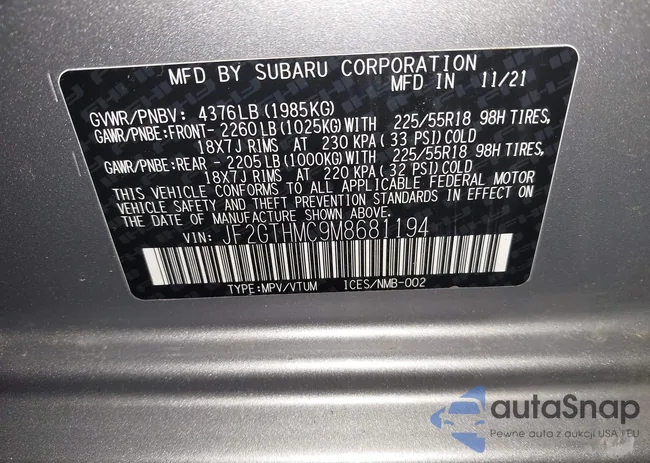 MFD BY SUBARU CORPORATION
MFD IN 11/21
GVWR/PNBV: 4376LB(1985KG)
GAWR/PNBE:FRONT- 2260LB(1025KG)WITH 225/55R18 98H TIRES,
18X7J RIMS AT 230 KPA(33 PSI)COLD
GAWR/PNBE:REAR - 2205LB(1000KG)WITH 225/55R18 98H TIRES,
18X7J RIMS AT 220 KPA(32 PSI)COLD
THIS VEHICLE CONFORMS TO ALL APPLICABLE FEDERAL MOTOR
VEHICLE SAFETY AND THEFT PREVENTION STANDARDS IN EFFECT ON
THE DATE OF MANUFACTURE SHOWN ABOVE.
VIN: JF2GTHMC9M8681194
TYPE:MPV/VTUM ICES/NMB-002
autoSnap
Pewne auta z aukcji USA i EU